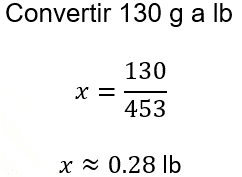 Convertir 130 g a lb
x = 130/453
x ≈ 0.28 lb